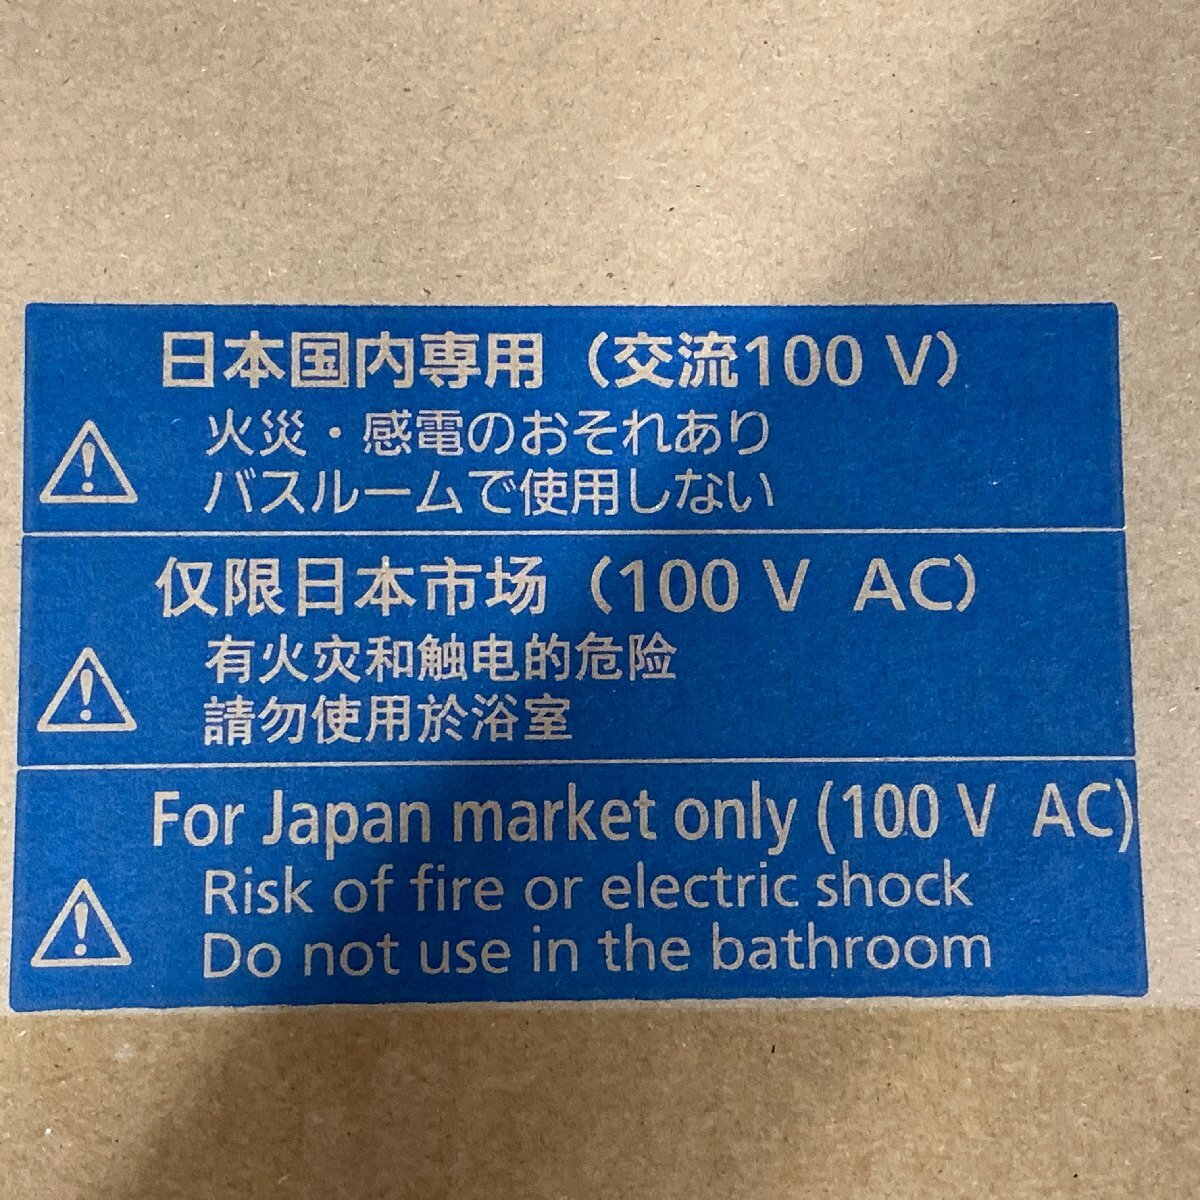 日本国内専用（交流100 V）
火災・感電のおそれあり
バスルームで使用しない
仅限日本市场（100 V AC）
有火灾和触电的危险
請勿使用於浴室
For Japan market only (100 V AC)
Risk of fire or electric shock
Do not use in the bathroom